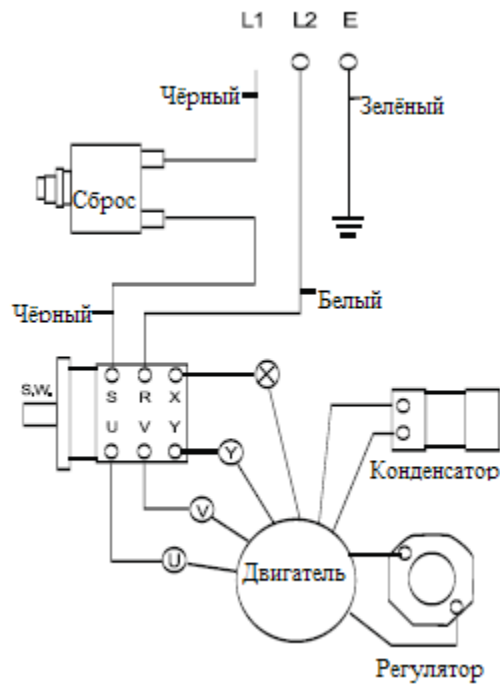 L1 L2 E
Чёрный
Зелёный
Сброс
Чёрный
Белый
S.W.
S R X
U V Y
X
Y
V
U
Конденсатор
Двигатель
Регулятор